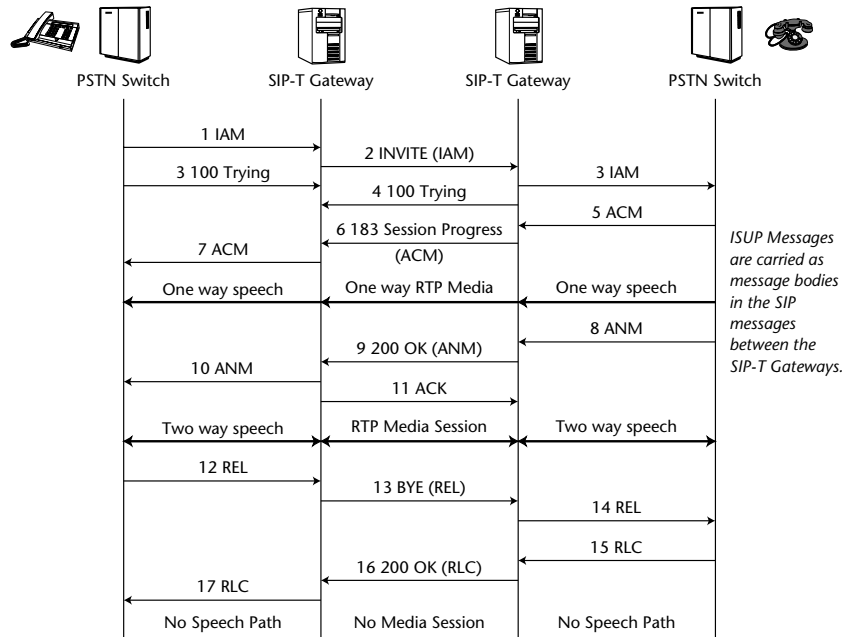 PSTN Switch
SIP-T Gateway
SIP-T Gateway
PSTN Switch
1 IAM
2 INVITE (IAM)
3 100 Trying
3 IAM
4 100 Trying
5 ACM
6 183 Session Progress
(ACM)
7 ACM
One way speech
One way RTP Media
One way speech
8 ANM
9 200 OK (ANM)
10 ANM
11 ACK
Two way speech
RTP Media Session
Two way speech
12 REL
13 BYE (REL)
14 REL
15 RLC
16 200 OK (RLC)
17 RLC
No Speech Path
No Media Session
No Speech Path
ISUP Messages
are carried as
message bodies
in the SIP
messages
between the
SIP-T Gateways.